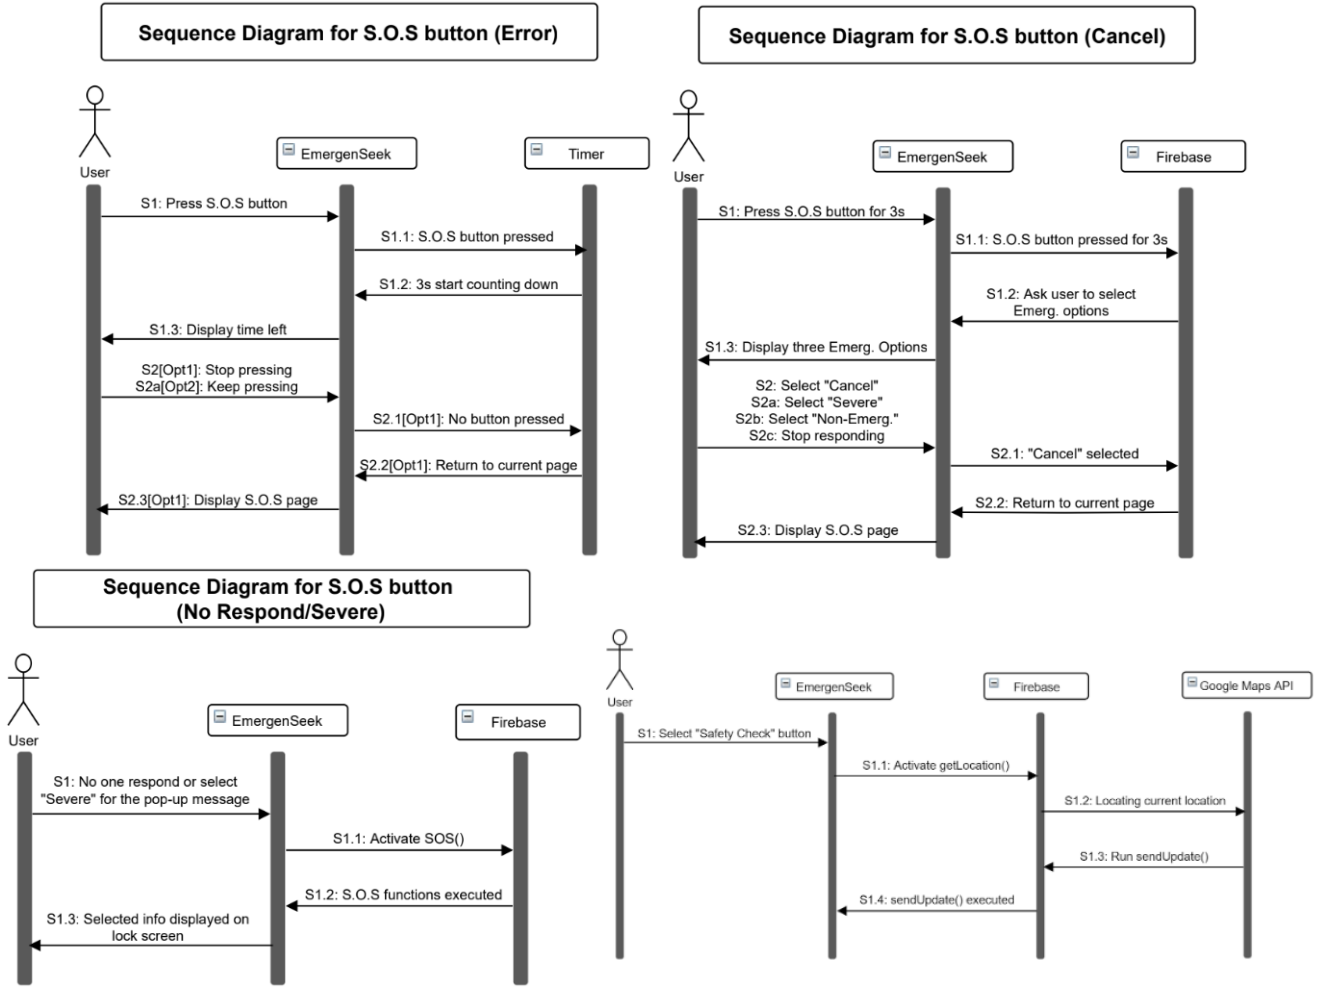 Sequence Diagram for S.O.S button (Error)
User
EmergenSeek
Timer
S1: Press S.O.S button
S1.1: S.O.S button pressed
S1.2: 3s start counting down
S1.3: Display time left
S2[Opt1]: Stop pressing
S2a[Opt2]: Keep pressing
S2.1[Opt1]: No button pressed
S2.2[Opt1]: Return to current page
S2.3[Opt1]: Display S.O.S page
Sequence Diagram for S.O.S button (Cancel)
User
EmergenSeek
Firebase
S1: Press S.O.S button for 3s
S1.1: S.O.S button pressed for 3s
S1.2: Ask user to select
Emerg. options
S1.3: Display three Emerg. Options
S2: Select "Cancel"
S2a: Select "Severe"
S2b: Select "Non-Emerg."
S2c: Stop responding
S2.1: "Cancel" selected
S2.2: Return to current page
S2.3: Display S.O.S page
Sequence Diagram for S.O.S button
(No Respond/Severe)
User
EmergenSeek
Firebase
S1: No one respond or select
"Severe" for the pop-up message
S1.1: Activate SOS()
S1.2: S.O.S functions executed
S1.3: Selected info displayed on
lock screen
User
EmergenSeek
Firebase
Google Maps API
S1: Select "Safety Check" button
S1.1: Activate getLocation()
S1.2: Locating current location
S1.3: Run sendUpdate()
S1.4: sendUpdate() executed